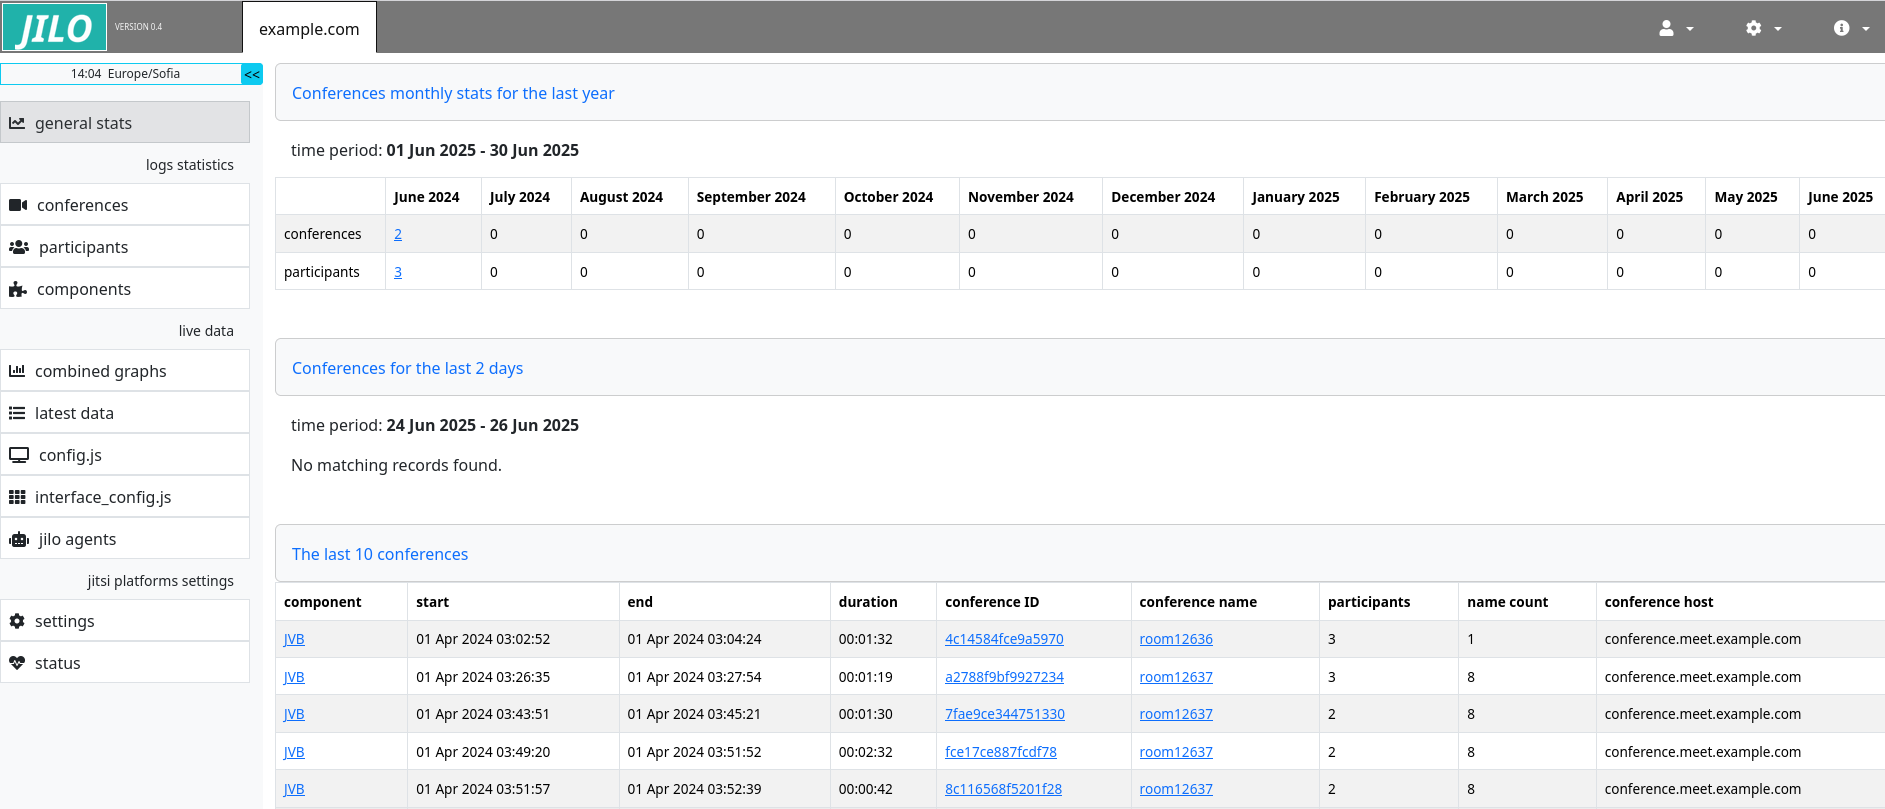 JILO VERSION 0.4 example.com
14:04 Europe/Sofia <<
general stats
logs statistics
conferences
participants
components
live data
combined graphs
latest data
config.js
interface_config.js
jilo agents
jitsi platforms settings
settings
status
Conferences monthly stats for the last year
time period: 01 Jun 2025 - 30 Jun 2025
June 2024 July 2024 August 2024 September 2024 October 2024 November 2024 December 2024 January 2025 February 2025 March 2025 April 2025 May 2025 June 2025
conferences 2 0 0 0 0 0 0 0 0 0 0 0 0
participants 3 0 0 0 0 0 0 0 0 0 0 0 0
Conferences for the last 2 days
time period: 24 Jun 2025 - 26 Jun 2025
No matching records found.
The last 10 conferences
component start end duration conference ID conference name participants name count conference host
JVB 01 Apr 2024 03:02:52 01 Apr 2024 03:04:24 00:01:32 4c14584fce9a5970 room12636 3 1 conference.meet.example.com
JVB 01 Apr 2024 03:26:35 01 Apr 2024 03:27:54 00:01:19 a2788f9bf9927234 room12637 3 8 conference.meet.example.com
JVB 01 Apr 2024 03:43:51 01 Apr 2024 03:45:21 00:01:30 7fae9ce344751330 room12637 2 8 conference.meet.example.com
JVB 01 Apr 2024 03:49:20 01 Apr 2024 03:51:52 00:02:32 fce17ce887fcdf78 room12637 2 8 conference.meet.example.com
JVB 01 Apr 2024 03:51:57 01 Apr 2024 03:52:39 00:00:42 8c116568f5201f28 room12637 2 8 conference.meet.example.com